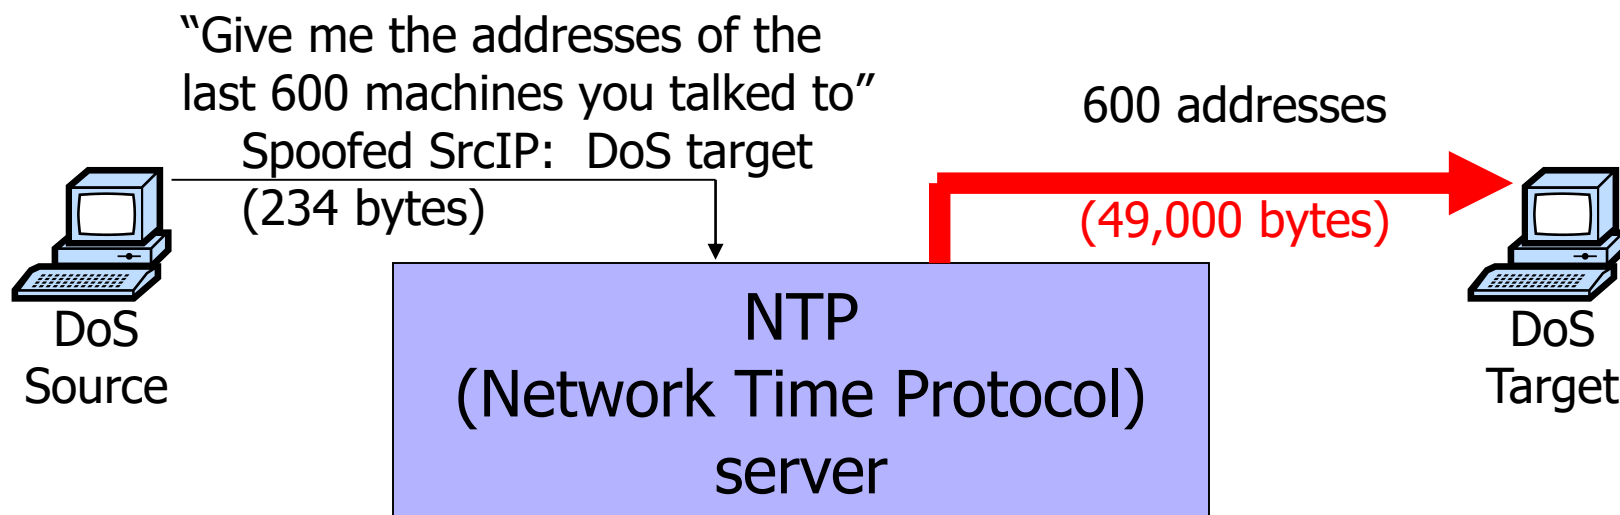 “Give me the addresses of the
last 600 machines you talked to”
Spoofed SrcIP: DoS target
(234 bytes)
600 addresses
(49,000 bytes)
DoS
Source
NTP
(Network Time Protocol)
server
DoS
Target